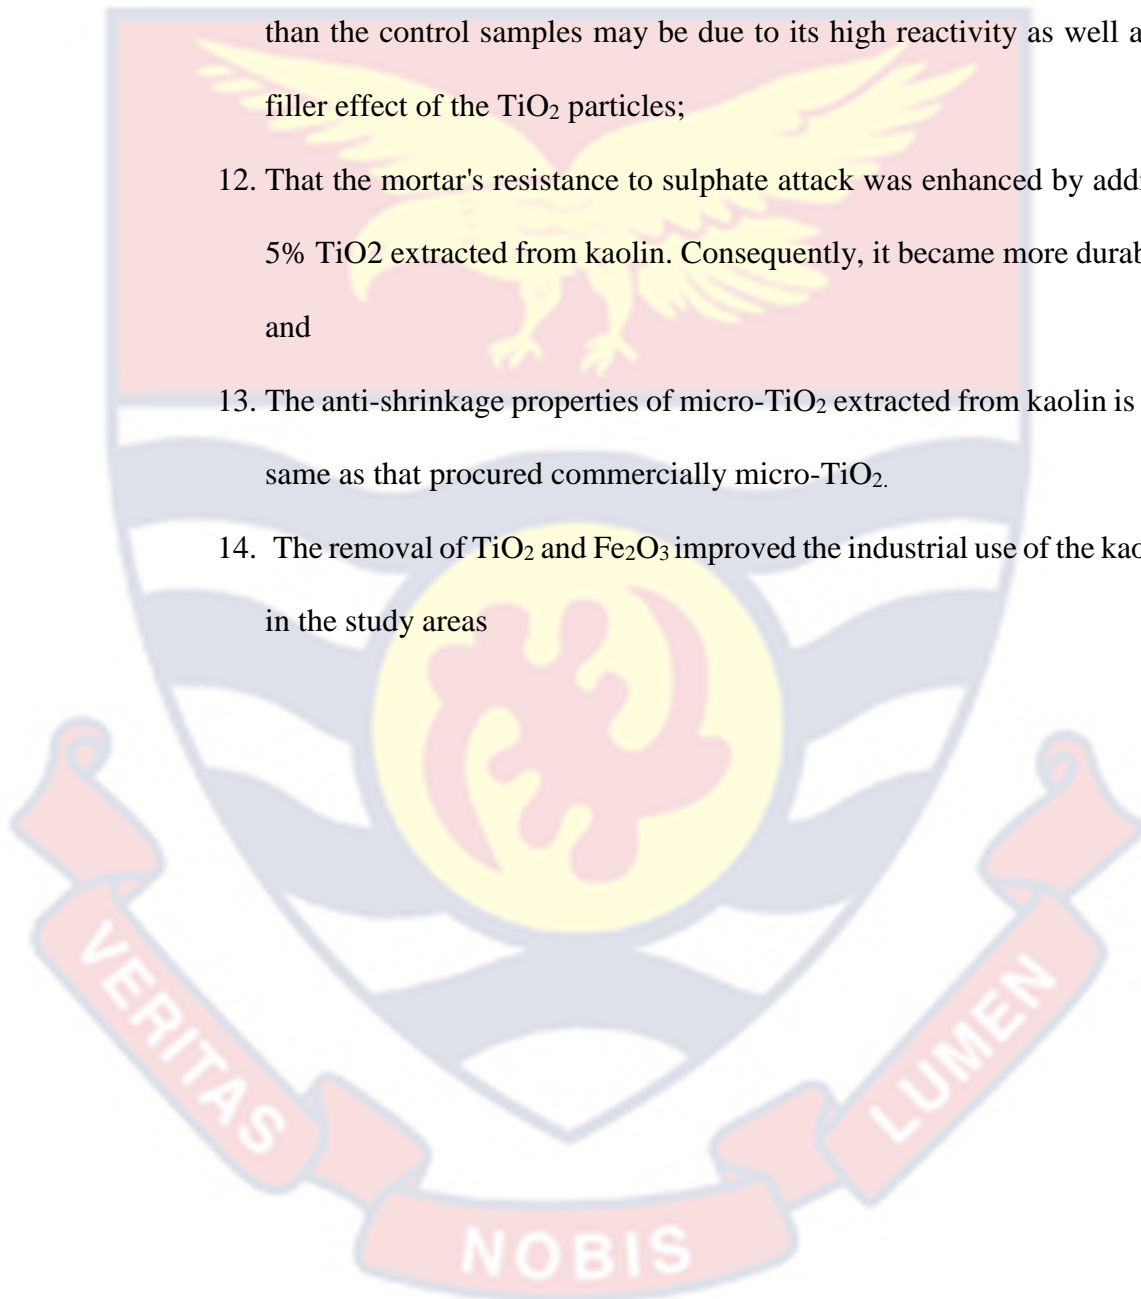 than the control samples may be due to its high reactivity as well a
filler effect of the TiO₂ particles;
12. That the mortar's resistance to sulphate attack was enhanced by add
5% TiO2 extracted from kaolin. Consequently, it became more durab
and
13. The anti-shrinkage properties of micro-TiO₂ extracted from kaolin is
same as that procured commercially micro-TiO₂.
14. The removal of TiO₂ and Fe₂O₃ improved the industrial use of the kao
in the study areas
VERITAS
NOBIS
LUMEN